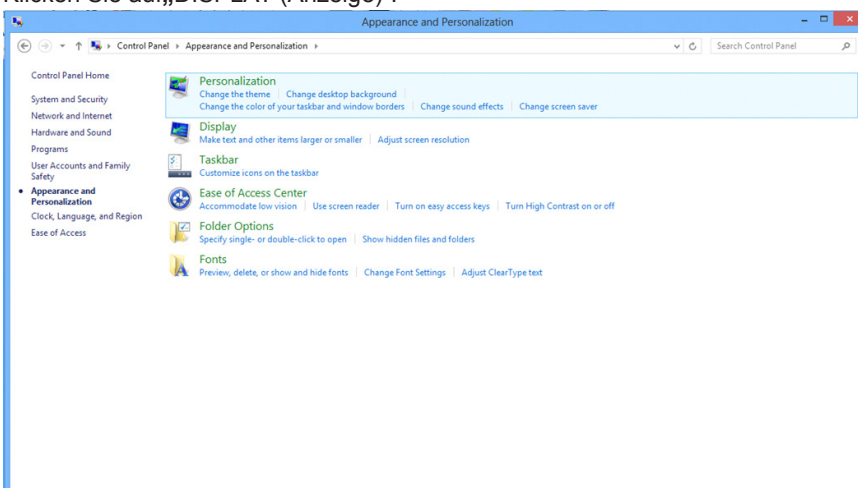 Klicken Sie auf„DISPLAY (Anzeige)“.
Appearance and Personalization
Control Panel ▸ Appearance and Personalization ▸
Search Control Panel
Control Panel Home
System and Security
Network and Internet
Hardware and Sound
Programs
User Accounts and Family
Safety
Appearance and
Personalization
Clock, Language, and Region
Ease of Access
Personalization
Change the theme | Change desktop background
Change the color of your taskbar and window borders | Change sound effects | Change screen saver
Display
Make text and other items larger or smaller | Adjust screen resolution
Taskbar
Customize icons on the taskbar
Ease of Access Center
Accommodate low vision | Use screen reader | Turn on easy access keys | Turn High Contrast on or off
Folder Options
Specify single- or double-click to open | Show hidden files and folders
Fonts
Preview, delete, or show and hide fonts | Change Font Settings | Adjust ClearType text